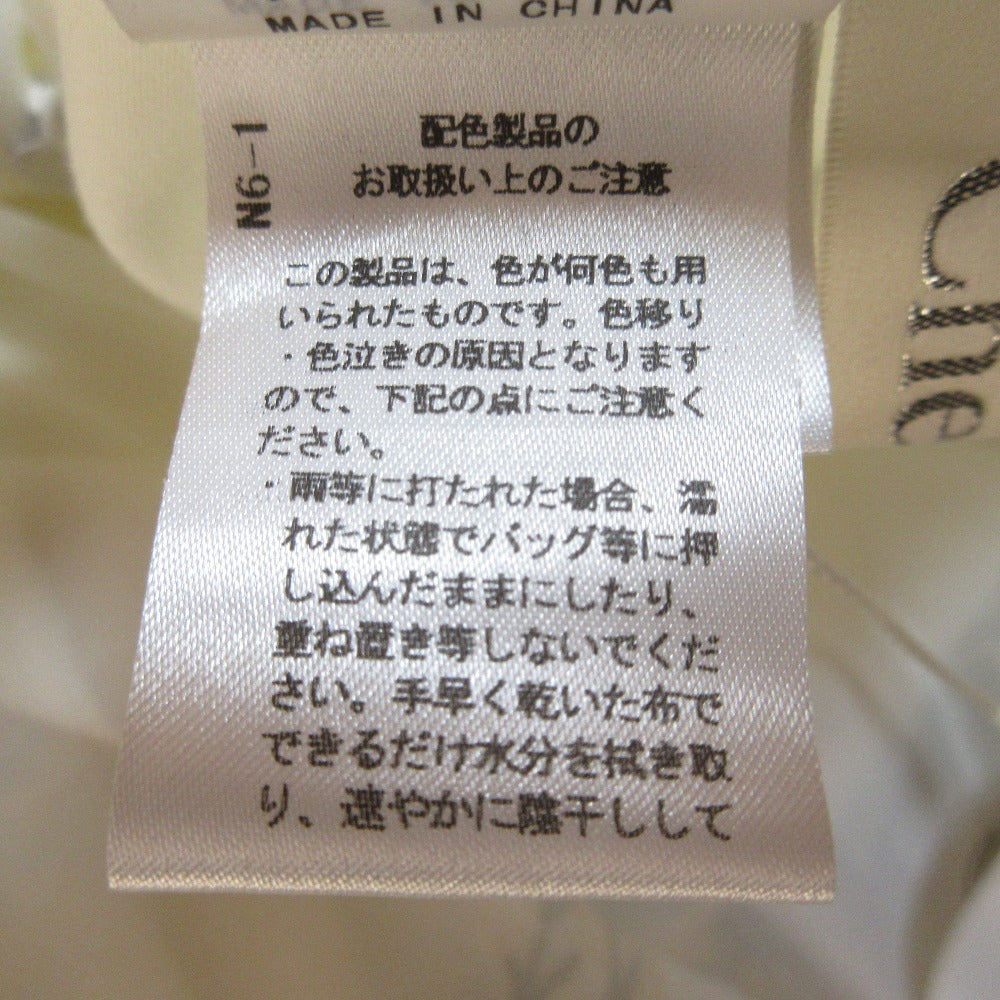 MADE IN CHINA
N6-1
配色製品の
お取扱い上のご注意
この製品は、色が何色も用
いられたものです。色移り
・色泣きの原因となります
ので、下記の点にご注意く
ださい。
・雨等に打たれた場合、濡
れた状態でバッグ等に押
し込んだままにしたり、
重ね置き等しないでくだ
さい。手早く乾いた布で
できるだけ水分を拭き取
り、速やかに陰干しして
Che